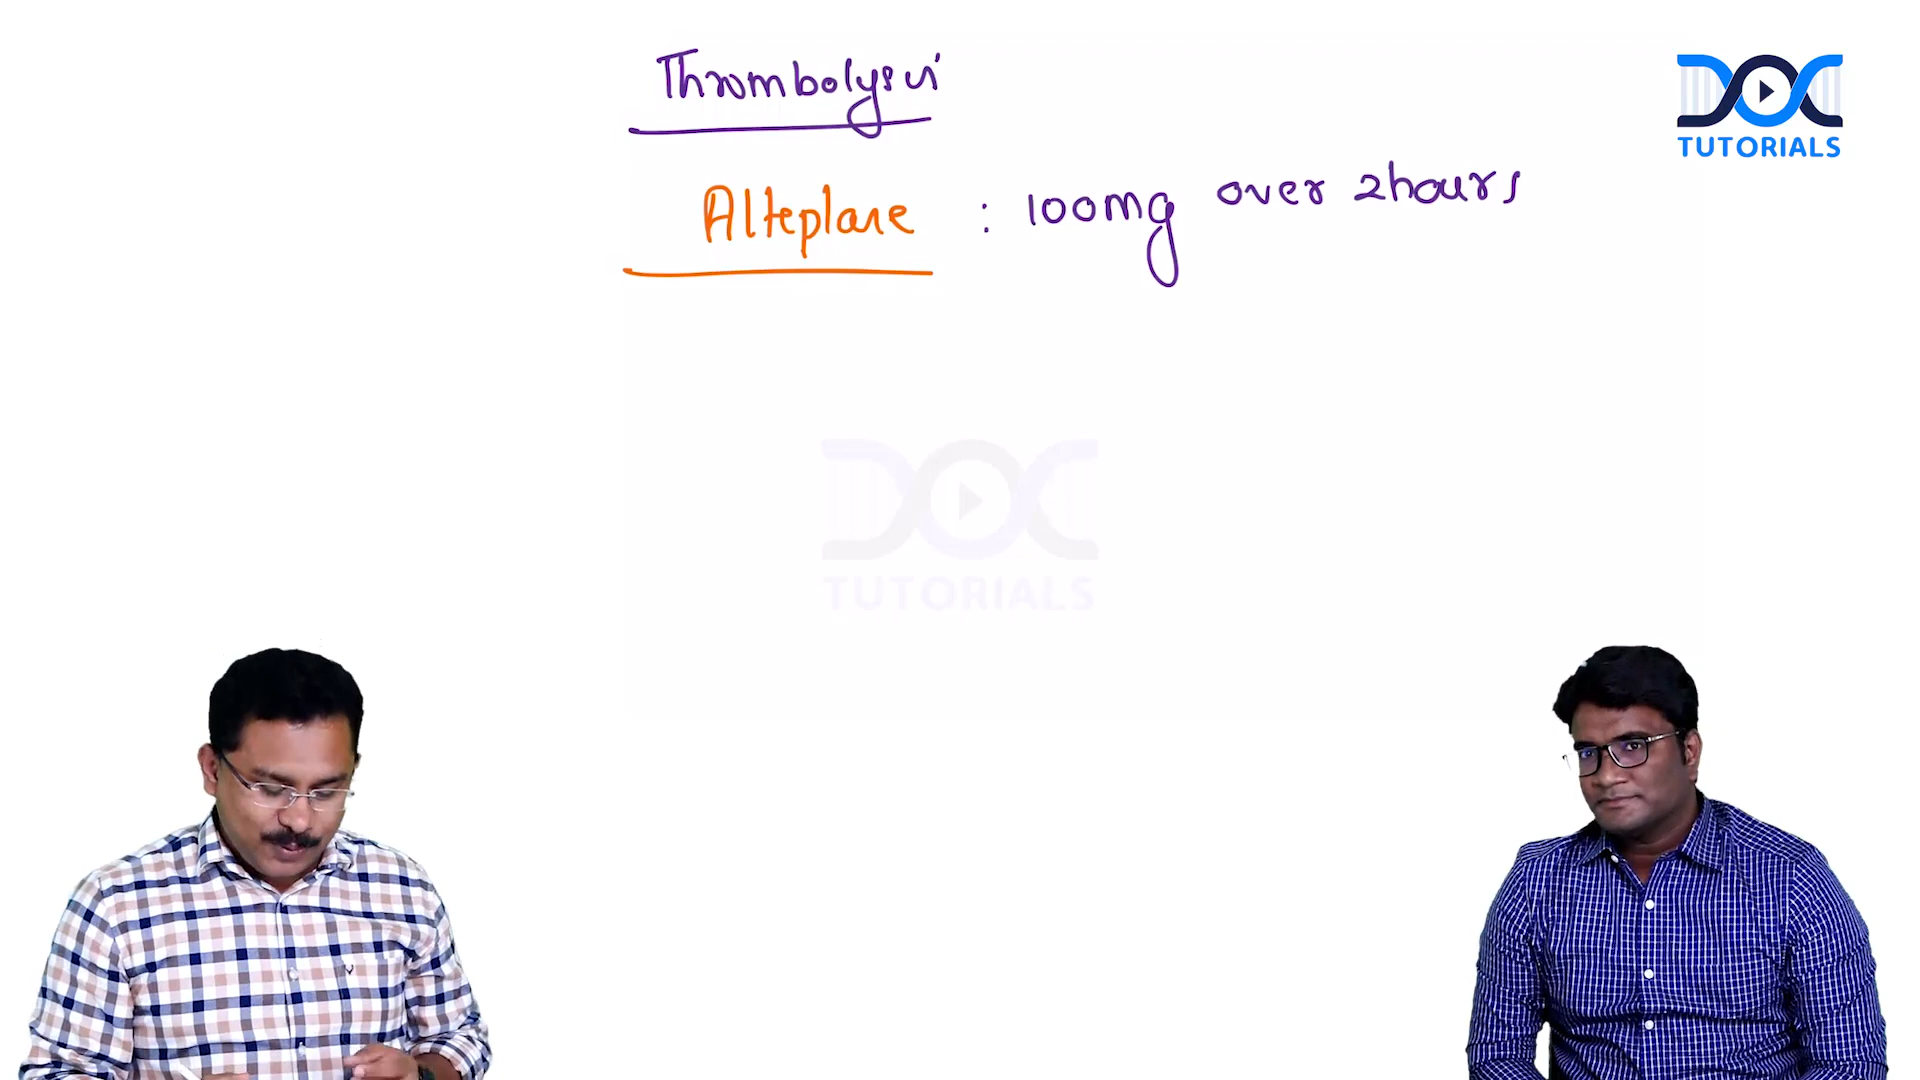 Thrombolysis
Alteplase : 100mg over 2hours
DOC
TUTORIALS
DOC
TUTORIALS